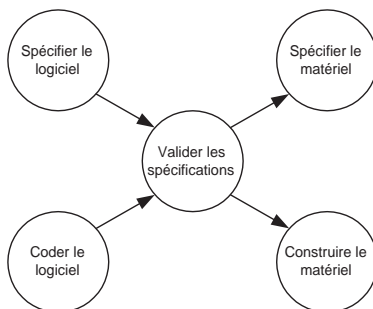 Spécifier le
logiciel
Spécifier le
matériel
Valider les
spécifications
Coder le
logiciel
Construire le
matériel